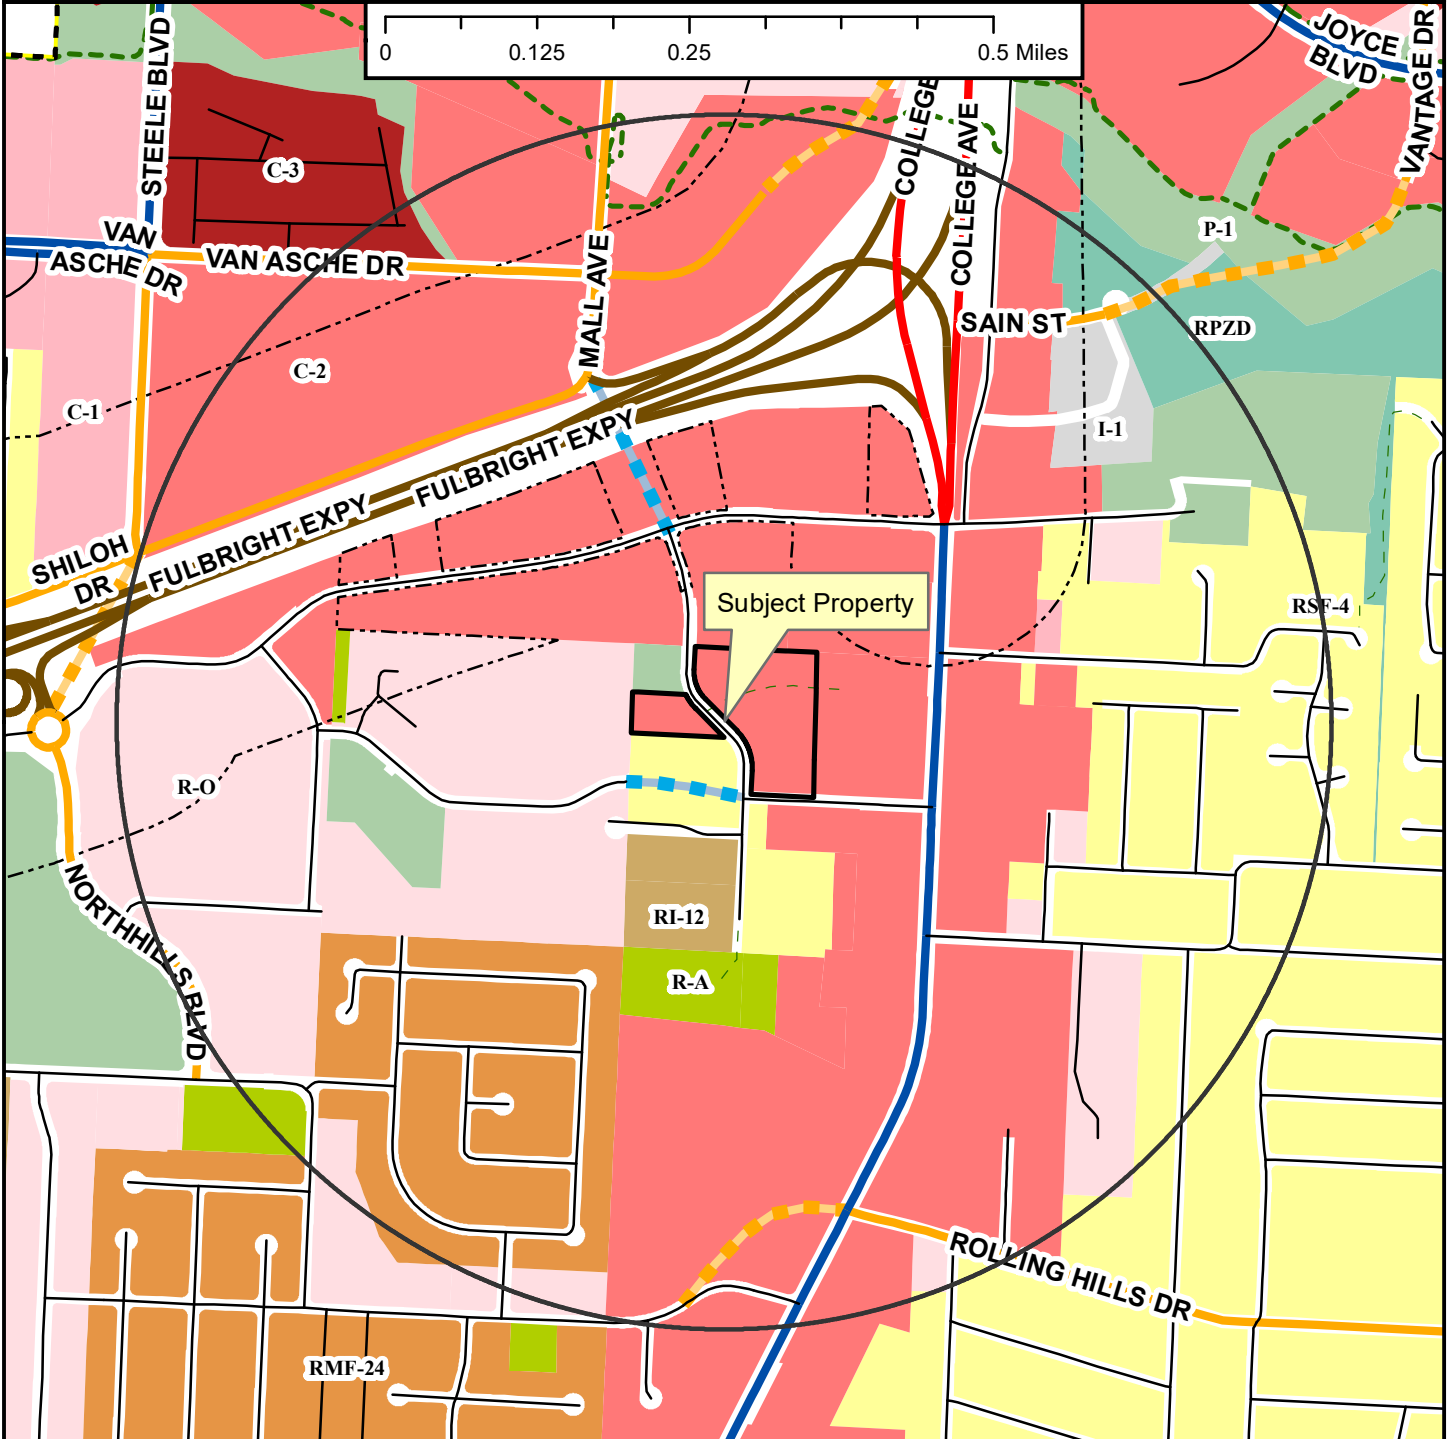 0 0.125 0.25 0.5 Miles
JOYCE
BLVD
VANTAGE DR
STEELE BLVD
COLLEGE
COLLEGE AVE
C-3
P-1
VAN
ASCHE DR
VAN ASCHE DR
MALL AVE
SAIN ST
RPZD
C-2
C-1
I-1
FULBRIGHT EXPY
FULBRIGHT EXPY
SHILOH
DR
Subject Property
RSF-4
R-O
NORTHHILLS BLVD
RI-12
R-A
ROLLING HILLS DR
RMF-24